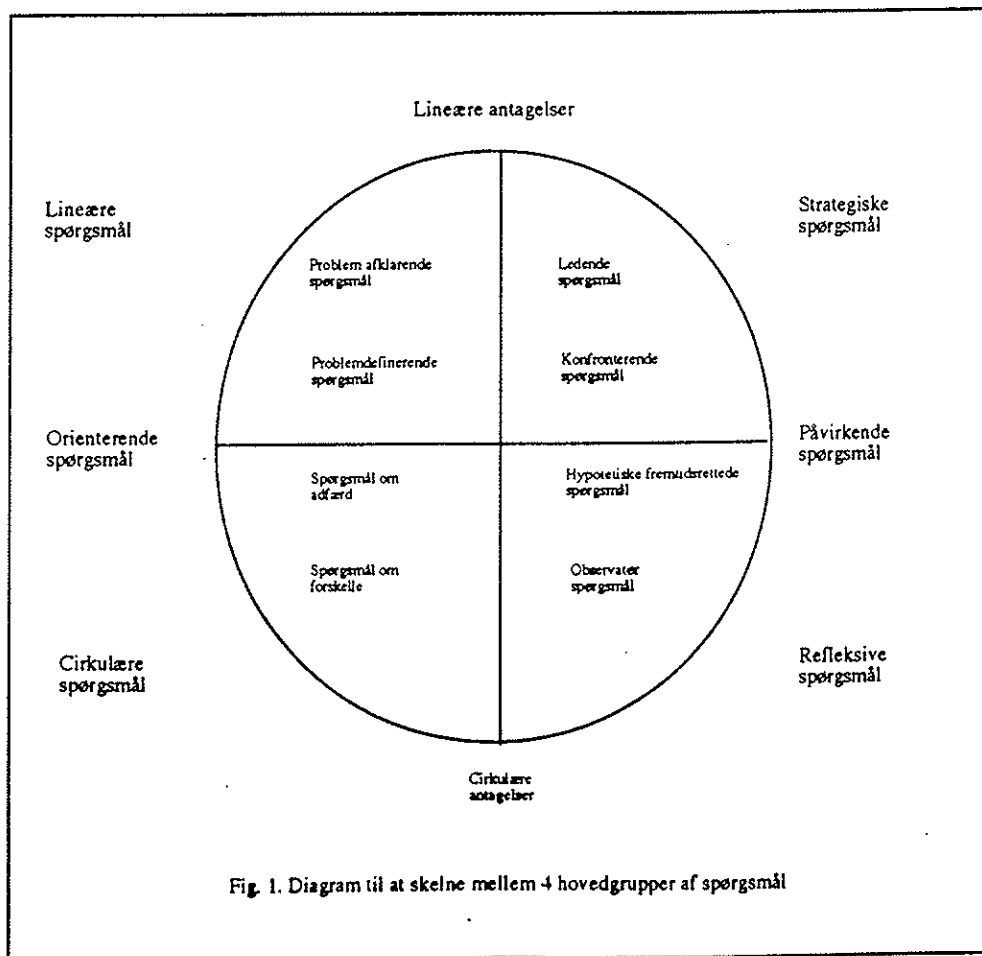 Lineære antagelser
Lineære
spørgsmål
Strategiske
spørgsmål
Problem afklarende
spørgsmål
Ledende
spørgsmål
Problemdefinerende
spørgsmål
Konfronterende
spørgsmål
Orienterende
spørgsmål
Påvirkende
spørgsmål
Spørgsmål om
adfærd
Hypotetiske fremudsrettede
spørgsmål
Spørgsmål om
forskelle
Observatør
spørgsmål
Cirkulære
spørgsmål
Refleksive
spørgsmål
Cirkulære
antagelser
Fig. 1. Diagram til at skelne mellem 4 hovedgrupper af spørgsmål